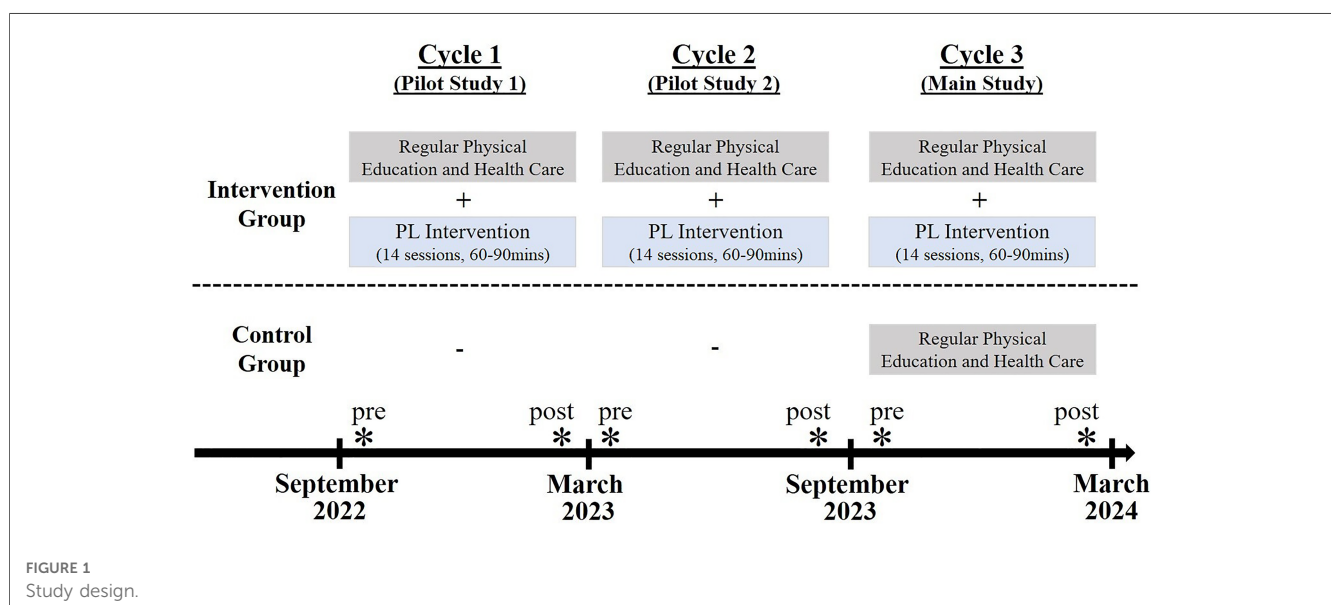 Cycle 1
(Pilot Study 1)
Cycle 2
(Pilot Study 2)
Cycle 3
(Main Study)
Intervention
Group
Regular Physical
Education and Health Care
+
PL Intervention
(14 sessions, 60-90mins)
Regular Physical
Education and Health Care
+
PL Intervention
(14 sessions, 60-90mins)
Regular Physical
Education and Health Care
+
PL Intervention
(14 sessions, 60-90mins)
Control
Group
-
-
Regular Physical
Education and Health Care
pre
post
pre
post
pre
post
* * * * * *
September
2022
March
2023
September
2023
March
2024
FIGURE 1
Study design.